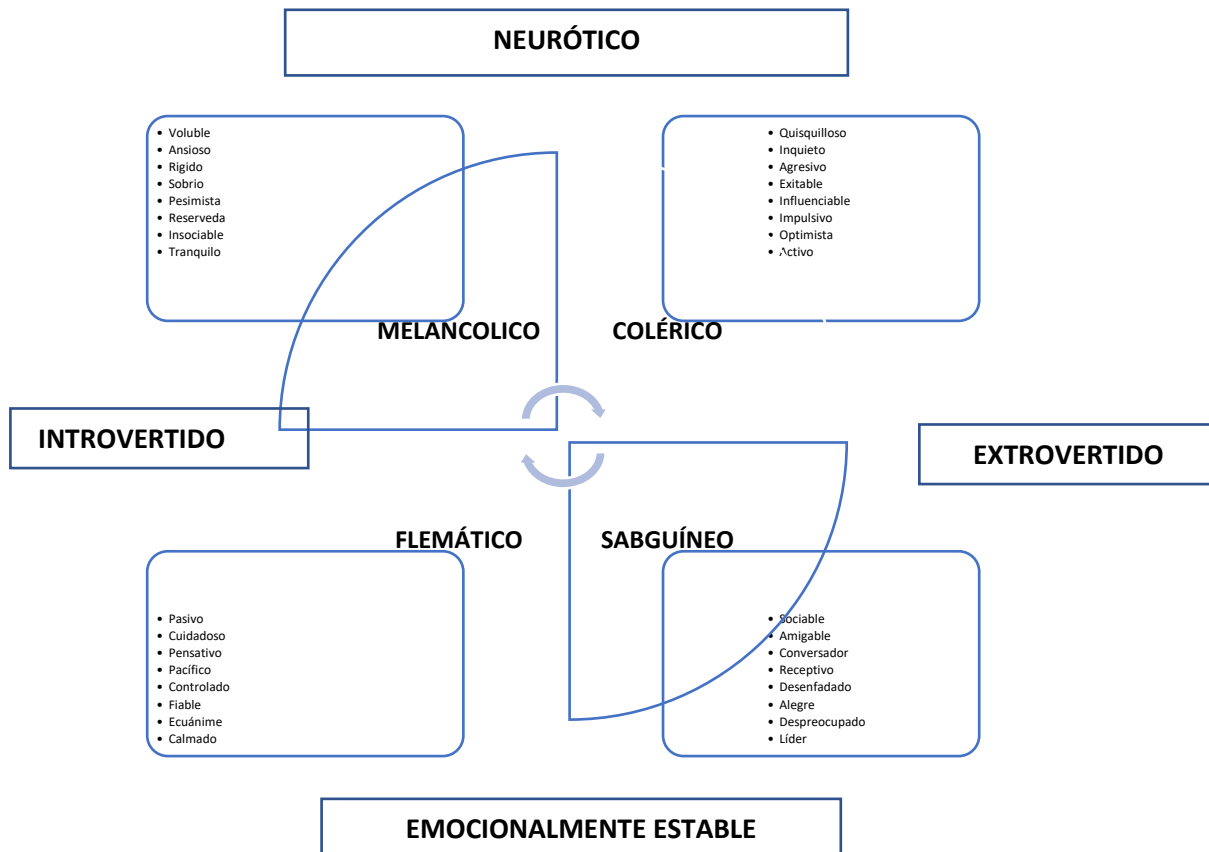 NEURÓTICO
• Voluble
• Ansioso
• Rigido
• Sobrio
• Pesimista
• Reserveda
• Insociable
• Tranquilo
• Quisquilloso
• Inquieto
• Agresivo
• Exitable
• Influenciable
• Impulsivo
• Optimista
• Activo
MELANCOLICO
COLÉRICO
INTROVERTIDO
EXTROVERTIDO
FLEMÁTICO
SABGUÍNEO
• Pasivo
• Cuidadoso
• Pensativo
• Pacífico
• Controlado
• Fiable
• Ecuánime
• Calmado
• Sociable
• Amigable
• Conversador
• Receptivo
• Desenfadado
• Alegre
• Despreocupado
• Líder
EMOCIONALMENTE ESTABLE